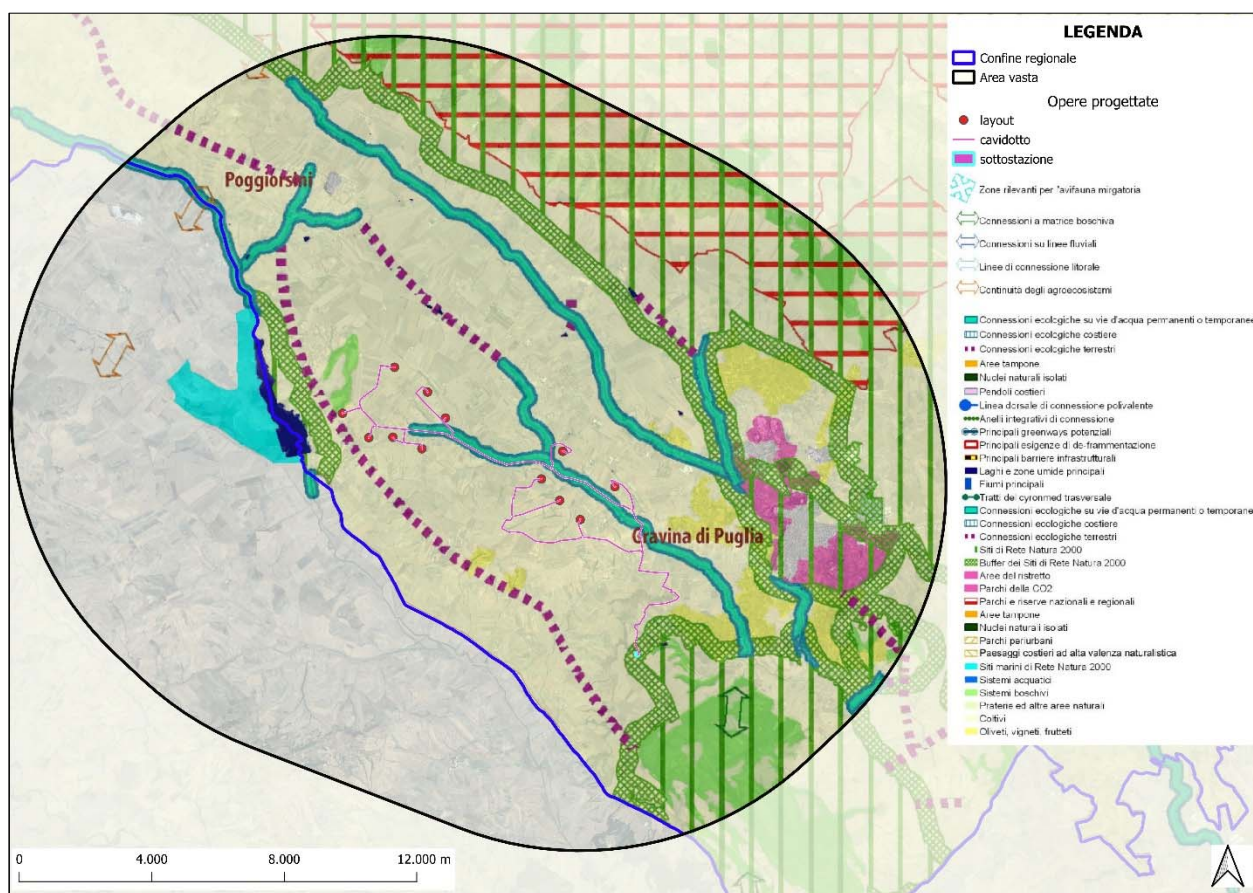 LEGENDA
Confine regionale
Area vasta
Opere progettate
layout
cavidotto
sottostazione
Zone rilevanti per l'avifauna mirgatoria
Connessioni a matrice boschiva
Connessioni su linee fluviali
Linee di connessione litorale
Continuità degli agroecosistemi
Connessioni ecologiche su vie d'acqua permanenti o temporanee
Connessioni ecologiche costiere
Connessioni ecologiche terrestri
Aree tampone
Nuclei naturali isolati
Pendoli costieri
Linea dorsale di connessione polivalente
Anelli integrativi di connessione
Principali greenways potenziali
Principali esigenze di de-frammentazione
Principali barriere infrastrutturali
Laghi e zone umide principali
Fiumi principali
Tratti del cyronmed trasversale
Connessioni ecologiche su vie d'acqua permanenti o temporanee
Connessioni ecologiche costiere
Connessioni ecologiche terrestri
Siti di Rete Natura 2000
Buffer dei Siti di Rete Natura 2000
Aree del ristretto
Parchi della CO2
Parchi e riserve nazionali e regionali
Aree tampone
Nuclei naturali isolati
Parchi periurbani
Paesaggi costieri ad alta valenza naturalistica
Siti marini di Rete Natura 2000
Sistemi acquatici
Sistemi boschivi
Praterie ed altre aree naturali
Coltivi
Oliveti, vigneti, frutteti
Poggiorsini
Gravina di Puglia
0 4.000 8.000 12.000 m